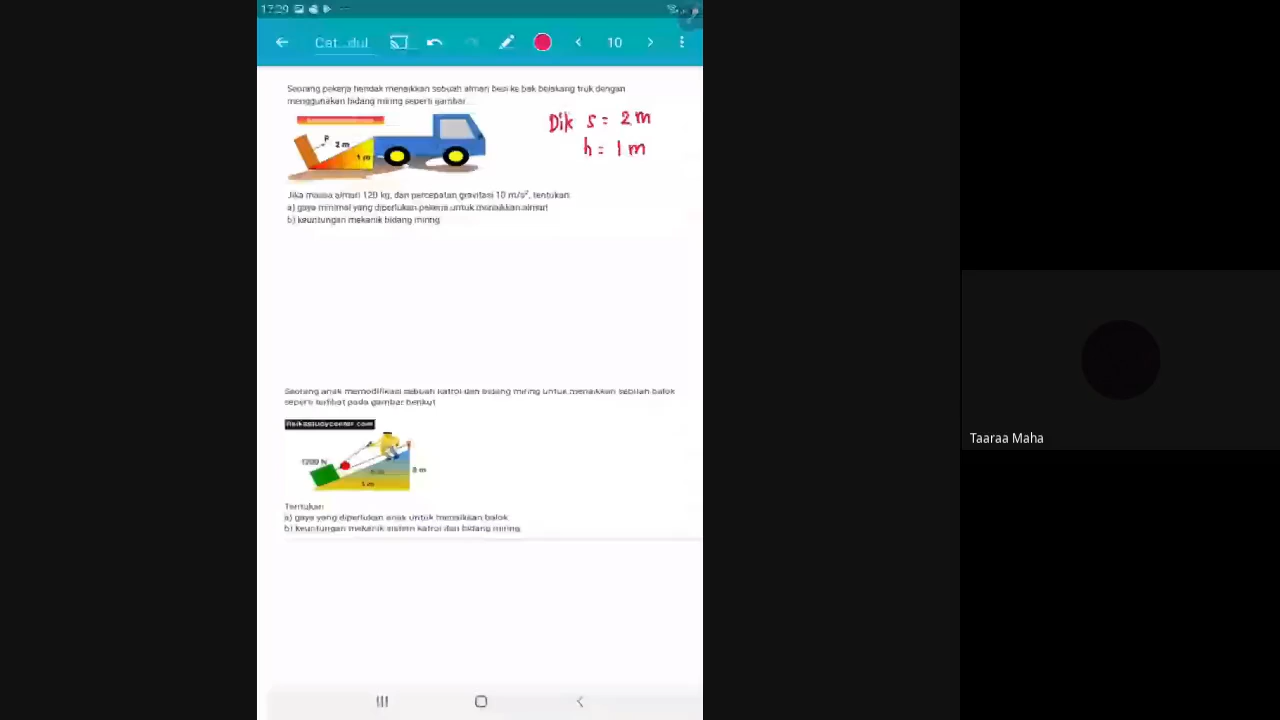 17:29
Cat...dul
10
Seorang pekerja hendak menaikkan sebuah almari besi ke bak belakang truk dengan
menggunakan bidang miring seperti gambar...
Dik s = 2 m
h = 1 m
F
2 m
1 m
Jika massa almari 120 kg, dan percepatan gravitasi 10 m/s², tentukan:
a) gaya minimal yang diperlukan pekerja untuk menaikkan almari
b) keuntungan mekanik bidang miring
Seorang anak memodifikasi sebuah katrol dan bidang miring untuk menaikkan sebuah balok
seperti terlihat pada gambar berikut
fisikastudycenter.com
1200 N
3 m
Tentukan
a) gaya yang diperlukan anak untuk menaikkan balok
b) keuntungan mekanik sistem katrol dan bidang miring
Taaraa Maha